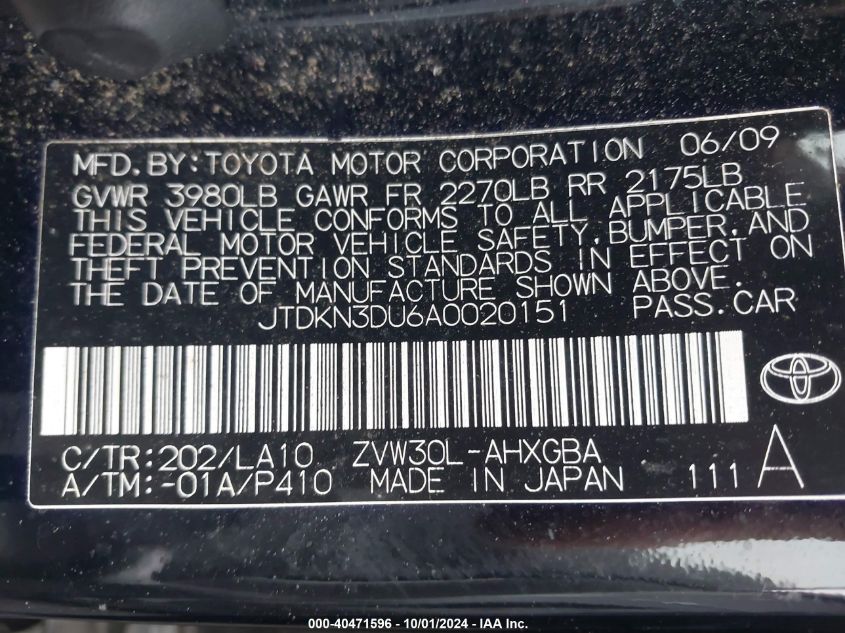 MFD.BY:TOYOTA MOTOR CORPORATION 06/09
GVWR 3980LB GAWR FR 2270LB RR 2175LB
THIS VEHICLE CONFORMS TO ALL APPLICABLE
FEDERAL MOTOR VEHICLE SAFETY,BUMPER,AND
THEFT PREVENTION STANDARDS IN EFFECT ON
THE DATE OF MANUFACTURE SHOWN ABOVE.
JTDKN3DU6A0020151 PASS.CAR
C/TR:202/LA10 ZVW30L-AHXGBA
A/TM:-01A/P410 MADE IN JAPAN 111 A
000-40471596 - 10/01/2024 - IAA Inc.